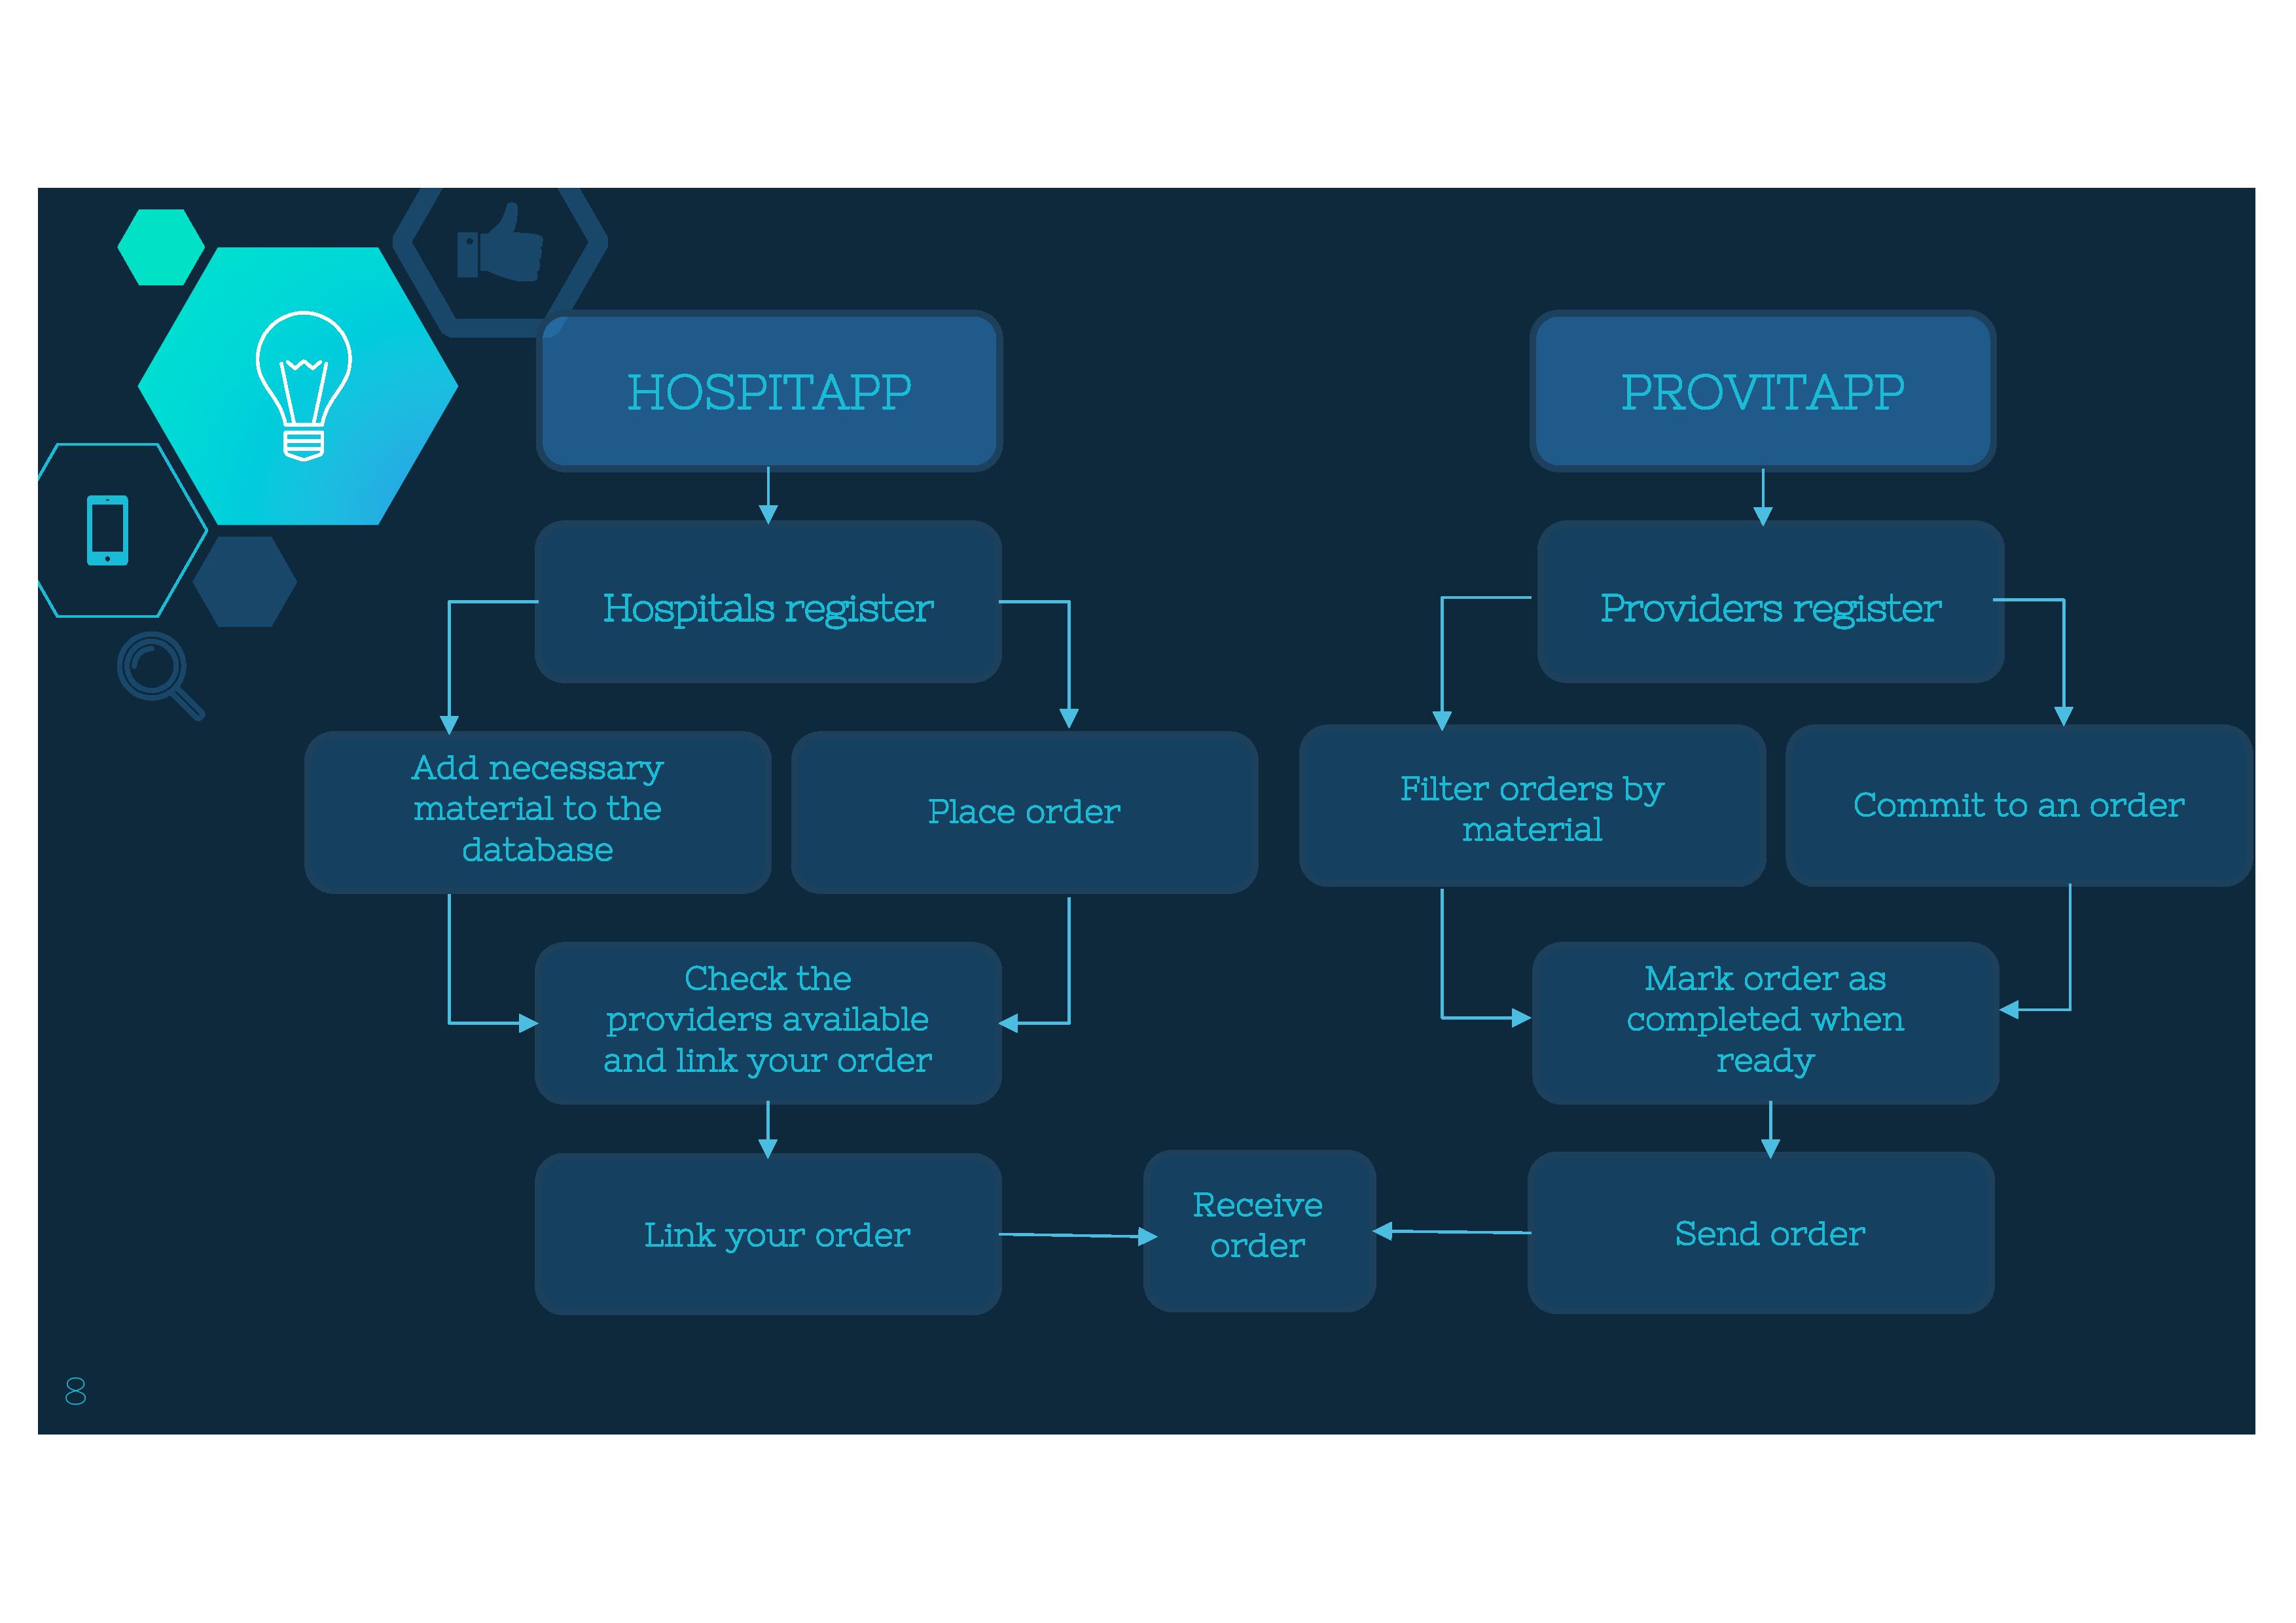 HOSPITAPP
PROVITAPP
Hospitals register
Providers register
Add necessary
material to the
database
Place order
Filter orders by
material
Commit to an order
Check the
providers available
and link your order
Mark order as
completed when
ready
Link your order
Receive
order
Send order
8